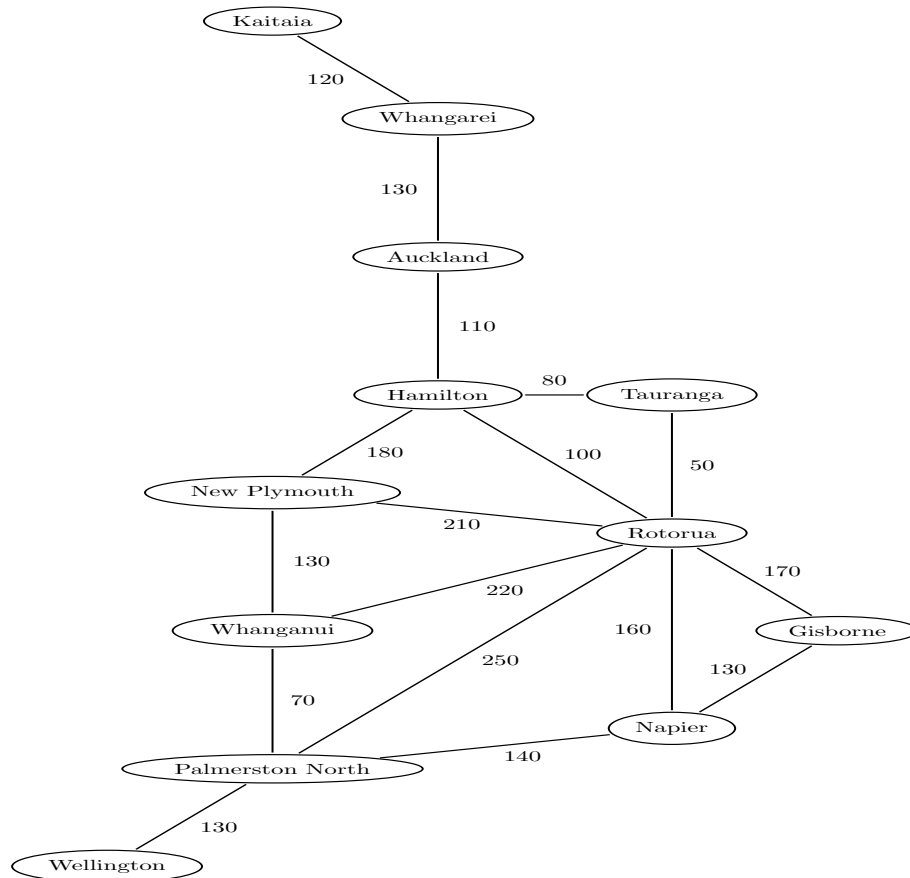 Kaitaia
120
Whangarei
130
Auckland
110
80
Hamilton
Tauranga
180
100
50
New Plymouth
210
Rotorua
130
170
220
Whanganui
160
Gisborne
250
130
70
Napier
140
Palmerston North
130
Wellington